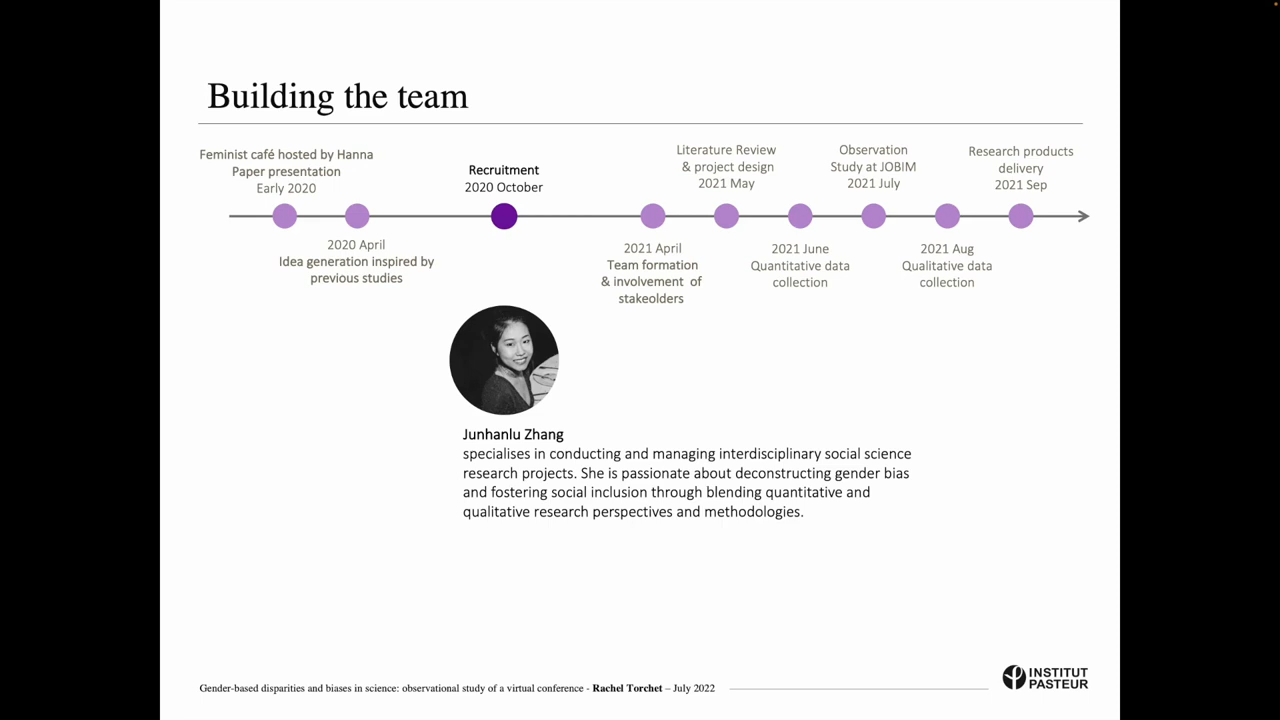 Building the team
Feminist café hosted by Hanna
Paper presentation
Early 2020
Recruitment
2020 October
Literature Review
& project design
2021 May
Observation
Study at JOBIM
2021 July
Research products
delivery
2021 Sep
2020 April
Idea generation inspired by
previous studies
2021 April
Team formation
& involvement of
stakeolders
2021 June
Quantitative data
collection
2021 Aug
Qualitative data
collection
Junhanlu Zhang
specialises in conducting and managing interdisciplinary social science
research projects. She is passionate about deconstructing gender bias
and fostering social inclusion through blending quantitative and
qualitative research perspectives and methodologies.
Gender-based disparities and biases in science: observational study of a virtual conference - Rachel Torchet – July 2022
INSTITUT
PASTEUR